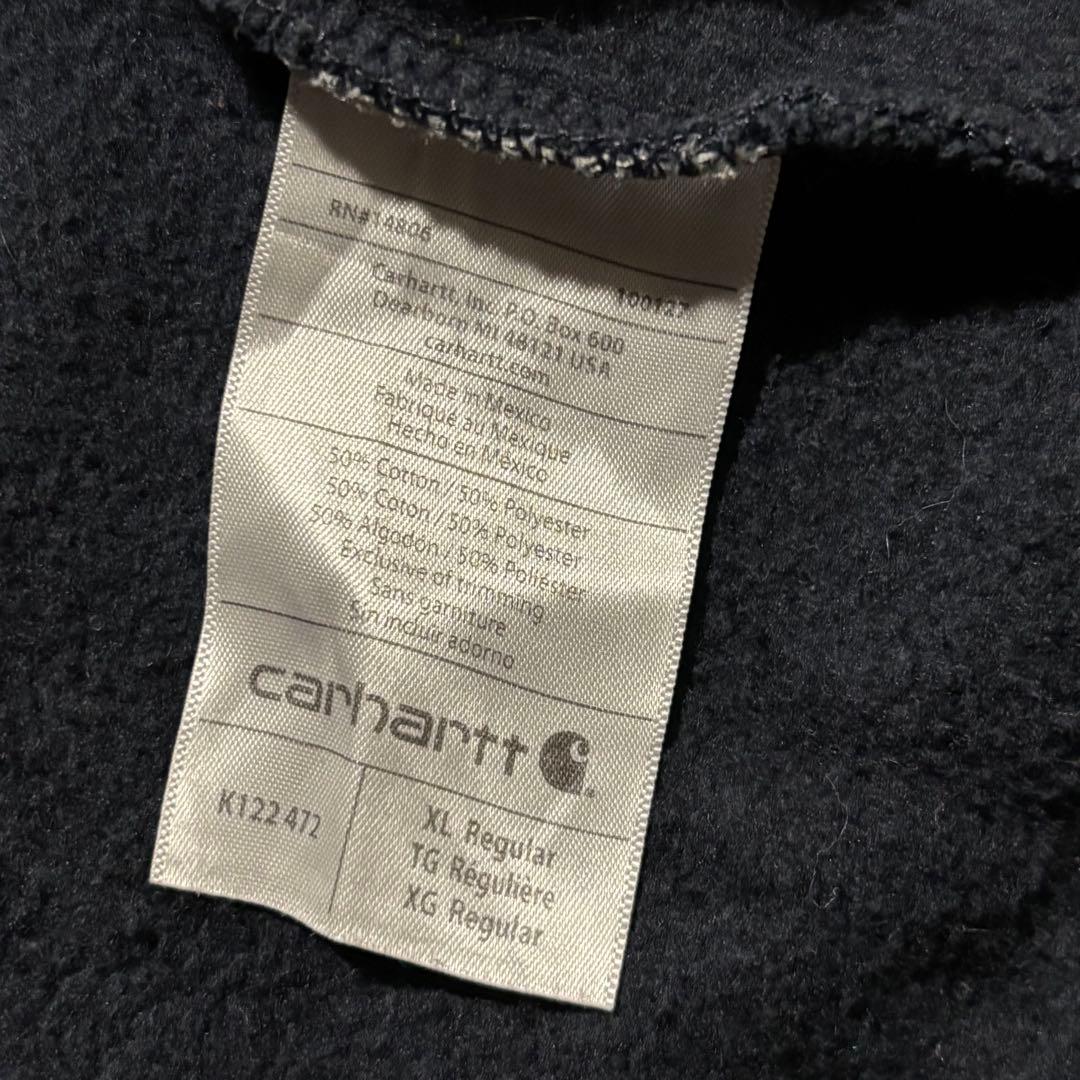 RN#14806
100127
Carhartt, Inc. P.O. Box 600
Dearborn MI 48121 USA
carhartt.com
Made in Mexico
Fabriqué au Mexique
Hecho en México
50% Cotton / 50% Polyester
50% Coton / 50% Polyester
50% Algodon / 50% Poliester
Exclusive of trimming
Sans garniture
Sin incluir adorno
carhartt
K122 472
XL Regular
TG Régulière
XG Regular